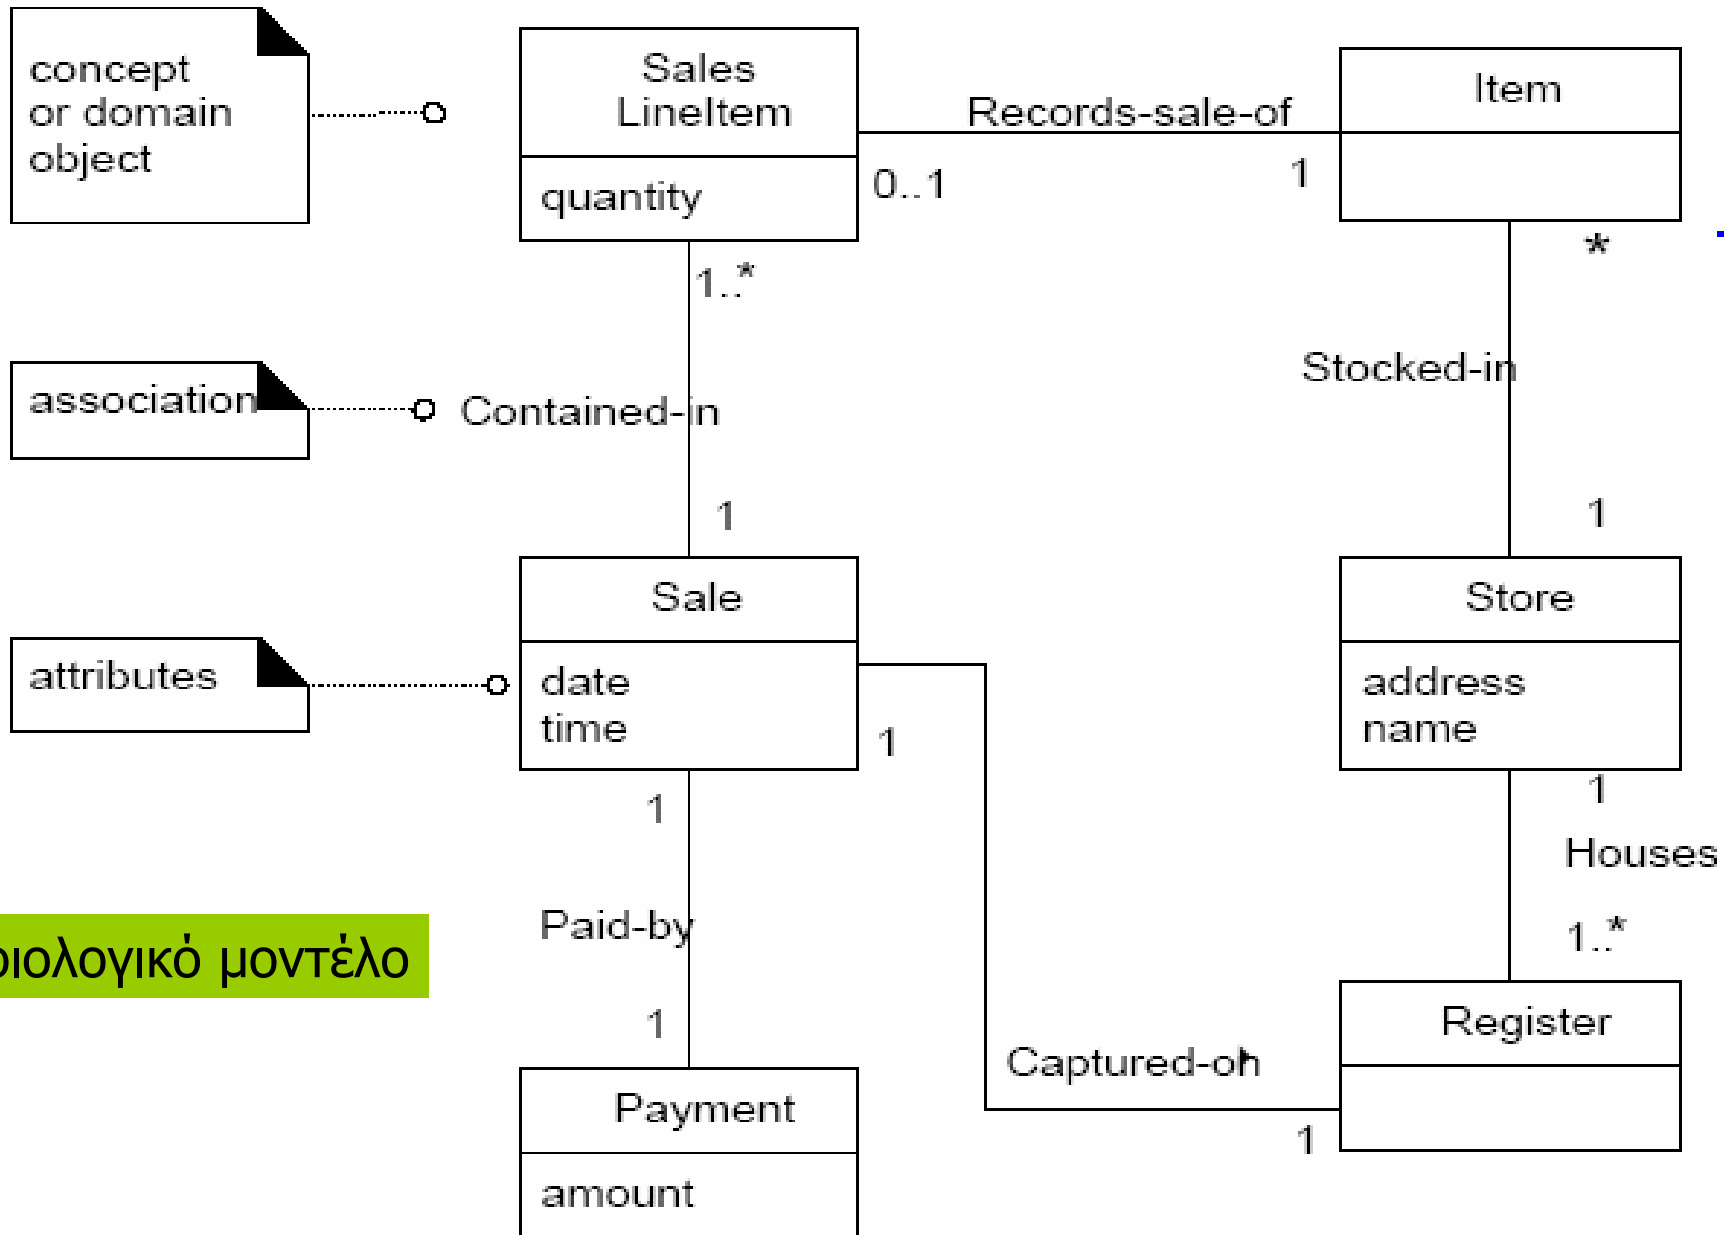 concept
or domain
object
Sales
LineItem
quantity
Records-sale-of
0..1
1
Item
*
1..*
association
Contained-in
Stocked-in
1
1
attributes
Sale
date
time
1
Store
address
name
1
1
Houses
Paid-by
1..*
μοντέλο
1
Captured-on
Register
1
Payment
amount